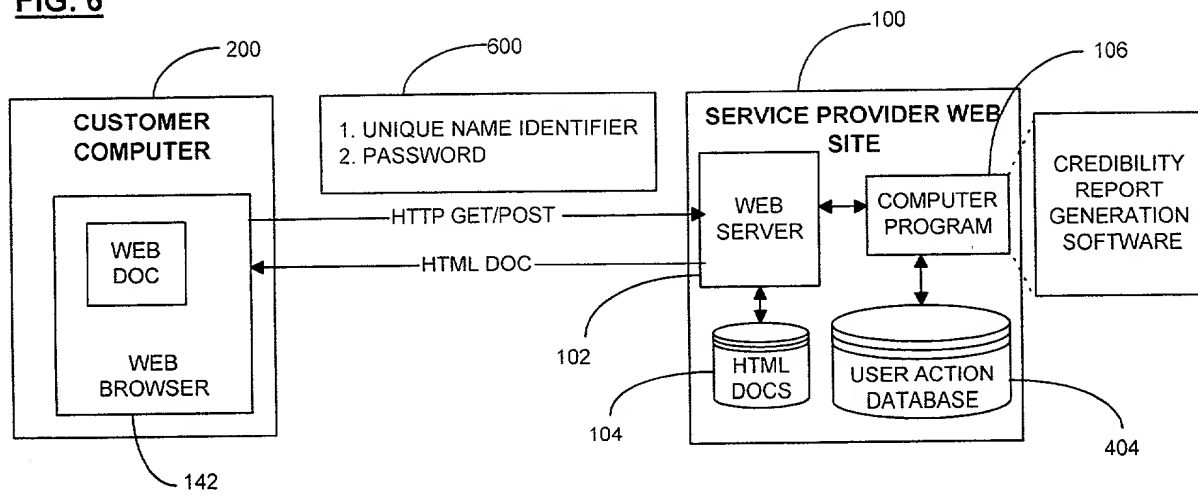 FIG. 6
200
600
100
106
CUSTOMER
COMPUTER
1. UNIQUE NAME IDENTIFIER
2. PASSWORD
SERVICE PROVIDER WEB
SITE
CREDIBILITY
REPORT
GENERATION
SOFTWARE
WEB
DOC
WEB
BROWSER
HTTP GET/POST
HTML DOC
WEB
SERVER
COMPUTER
PROGRAM
HTML
DOCS
USER ACTION
DATABASE
102
104
404
142